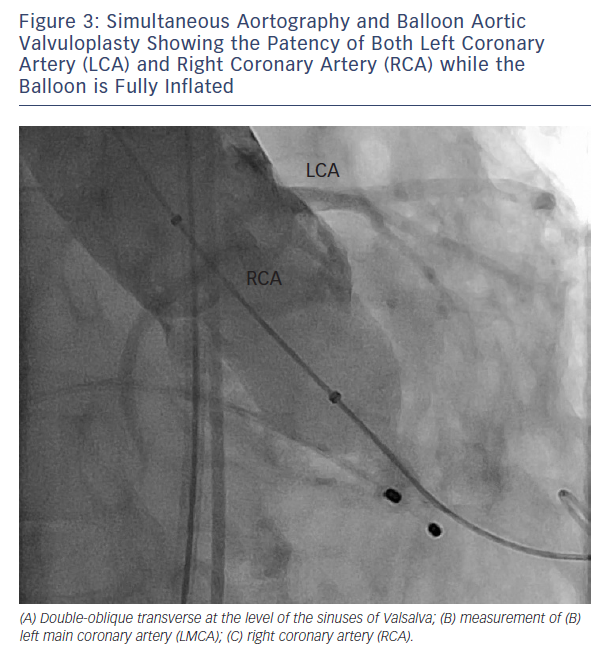 Figure 3: Simultaneous Aortography and Balloon Aortic
Valvuloplasty Showing the Patency of Both Left Coronary
Artery (LCA) and Right Coronary Artery (RCA) while the
Balloon is Fully Inflated
LCA
RCA
(A) Double-oblique transverse at the level of the sinuses of Valsalva; (B) measurement of (B)
left main coronary artery (LMCA); (C) right coronary artery (RCA).